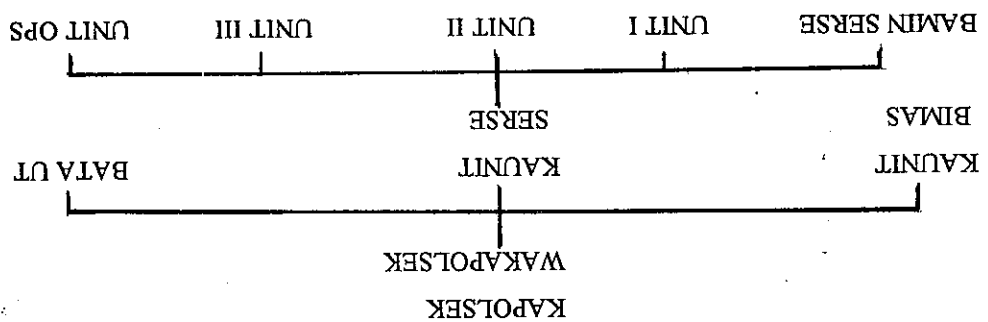 KAPOLSEK
WAKAPOLSEK
KAUNIT KAUNIT BATA UT
BIMAS SERSE
BAMIN SERSE UNIT I UNIT II UNIT III UNIT OPS